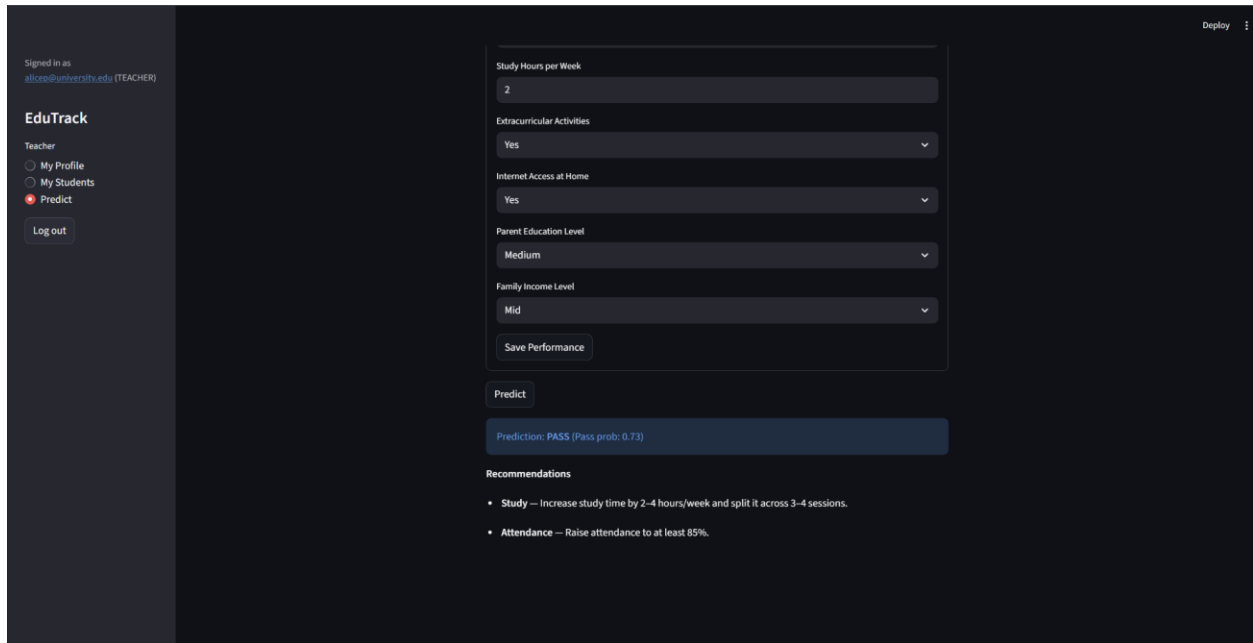 Deploy
Signed in as
alicep@university.edu (TEACHER)
EduTrack
Teacher
My Profile
My Students
Predict
Log out
Study Hours per Week
2
Extracurricular Activities
Yes
Internet Access at Home
Yes
Parent Education Level
Medium
Family Income Level
Mid
Save Performance
Predict
Prediction: PASS (Pass prob: 0.73)
Recommendations
• Study — Increase study time by 2–4 hours/week and split it across 3–4 sessions.
• Attendance — Raise attendance to at least 85%.